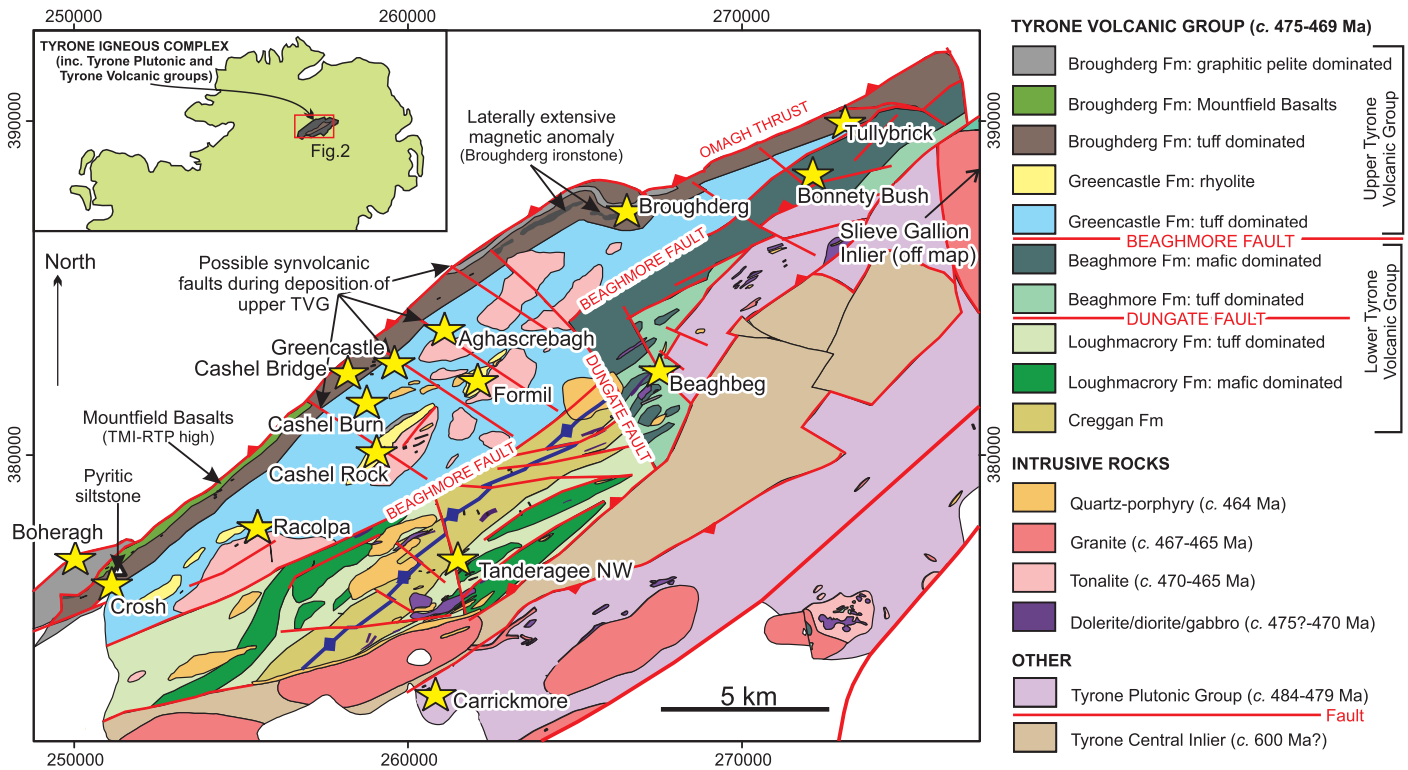 250000
260000
270000
390000
380000
390000
380000
TYRONE IGNEOUS COMPLEX
(inc. Tyrone Plutonic and
Tyrone Volcanic groups)
Fig.2
North
Laterally extensive
magnetic anomaly
(Broughderg ironstone)
OMAGH THRUST
Tullybrick
Bonnety Bush
Broughderg
Slieve Gallion
Inlier (off map)
BEAGHMORE FAULT
Possible synvolcanic
faults during deposition of
upper TVG
Aghascrebagh
Greencastle
Cashel Bridge
Formil
DUNGATE FAULT
Beaghbeg
Cashel Burn
Mountfield Basalts
(TMI-RTP high)
Cashel Rock
BEAGHMORE FAULT
Pyritic
siltstone
Boheragh
Racolpa
Tanderagee NW
Crosh
Carrickmore
5 km
250000
260000
270000
TYRONE VOLCANIC GROUP (c. 475-469 Ma)
Broughderg Fm: graphitic pelite dominated
Broughderg Fm: Mountfield Basalts
Broughderg Fm: tuff dominated
Greencastle Fm: rhyolite
Greencastle Fm: tuff dominated
Upper Tyrone
Volcanic Group
BEAGHMORE FAULT
Beaghmore Fm: mafic dominated
Beaghmore Fm: tuff dominated
DUNGATE FAULT
Loughmacrory Fm: tuff dominated
Loughmacrory Fm: mafic dominated
Creggan Fm
Lower Tyrone
Volcanic Group
INTRUSIVE ROCKS
Quartz-porphyry (c. 464 Ma)
Granite (c. 467-465 Ma)
Tonalite (c. 470-465 Ma)
Dolerite/diorite/gabbro (c. 475?-470 Ma)
OTHER
Tyrone Plutonic Group (c. 484-479 Ma)
Fault
Tyrone Central Inlier (c. 600 Ma?)